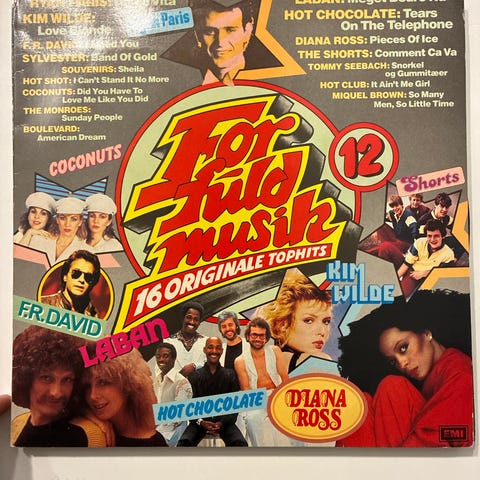 KIM WILDE:
Love Blonde
F.R. DAVID: I Need You
SYLVESTER: Band Of Gold
SOUVENIRS: Sheila
HOT SHOT: I Can't Stand It No More
COCONUTS: Did You Have To
Love Me Like You Did
THE MONROES:
Sunday People
BOULEVARD:
American Dream
Paris
HOT CHOCOLATE: Tears
On The Telephone
DIANA ROSS: Pieces Of Ice
THE SHORTS: Comment Ca Va
TOMMY SEEBACH: Snorkel
og Gummitæer
HOT CLUB: It Ain't Me Girl
MIQUEL BROWN: So Many
Men, So Little Time
For
fuld
musik
12
16 ORIGINALE TOPHITS
COCONUTS
Shorts
KIM
WILDE
F.R. DAVID
LABAN
HOT CHOCOLATE
DIANA
ROSS
EMI